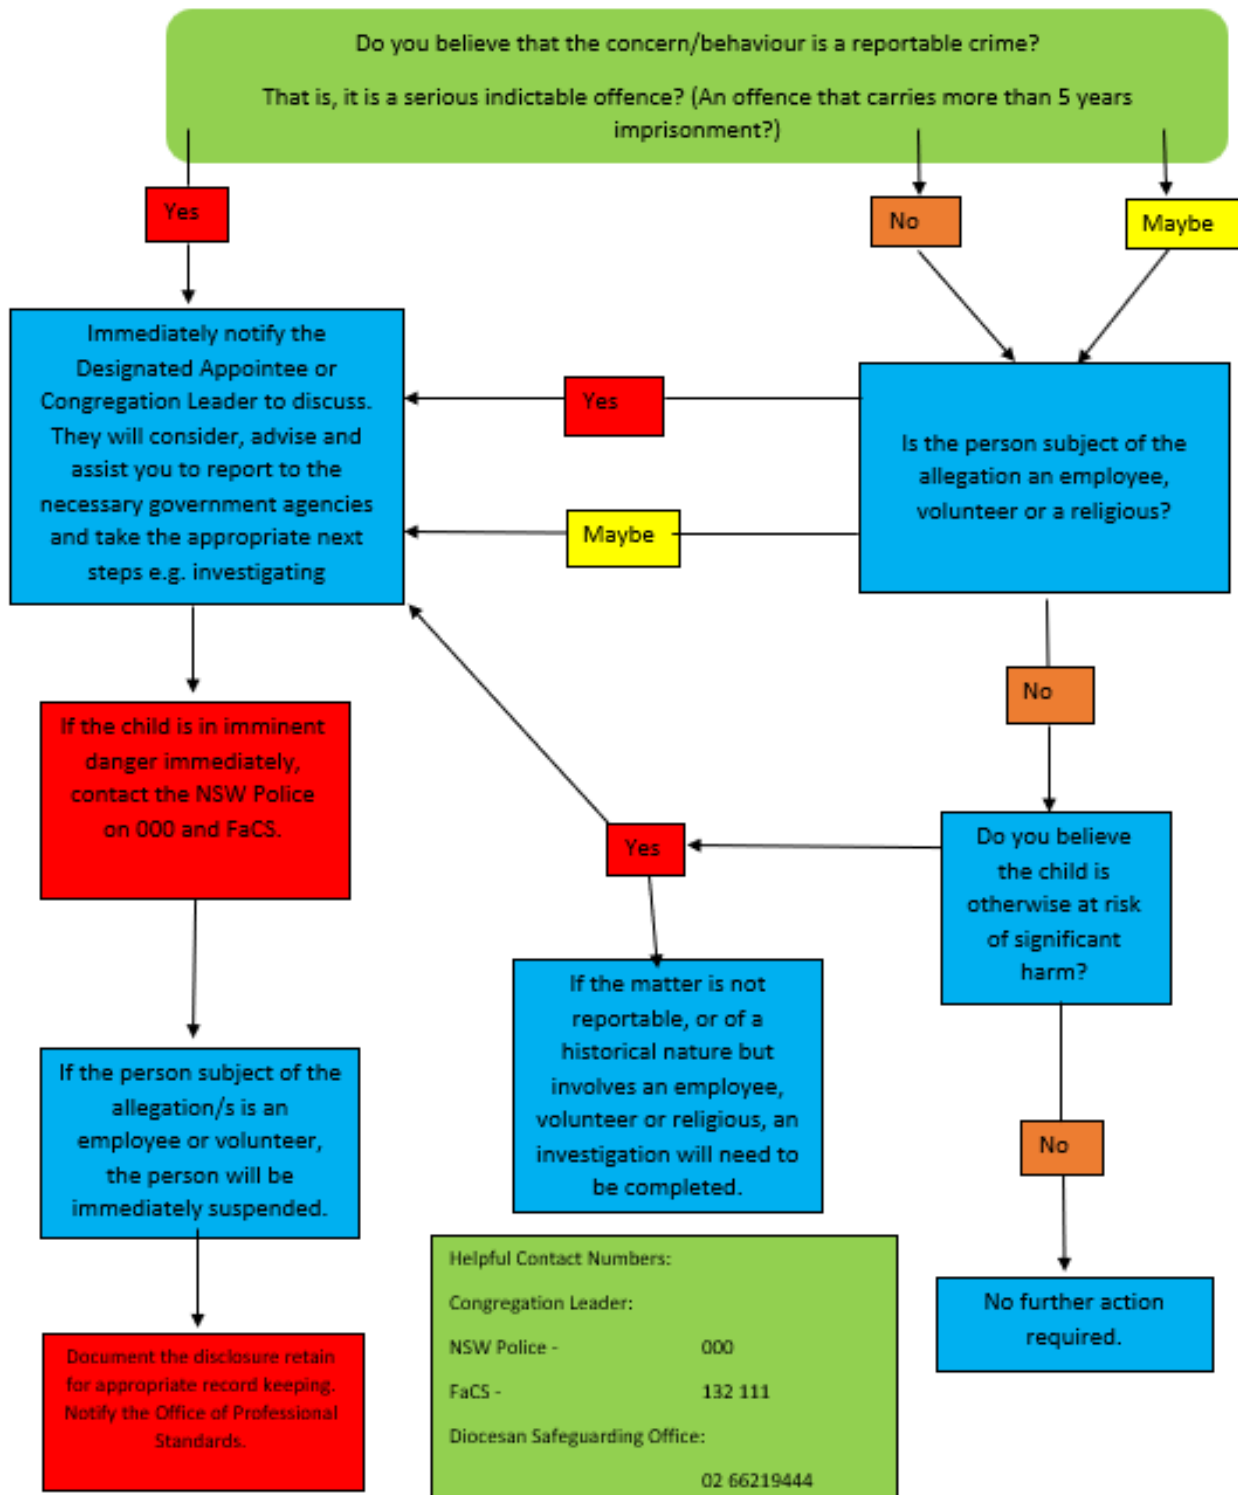 Do you believe that the concern/behaviour is a reportable crime?
That is, it is a serious indictable offence? (An offence that carries more than 5 years
imprisonment?)
Yes
No
Maybe
Immediately notify the
Designated Appointee or
Congregation Leader to discuss.
They will consider, advise and
assist you to report to the
necessary government agencies
and take the appropriate next
steps e.g. investigating
Yes
Maybe
Is the person subject of the
allegation an employee,
volunteer or a religious?
No
If the child is in imminent
danger immediately,
contact the NSW Police
on 000 and FaCS.
Yes
Do you believe
the child is
otherwise at risk
of significant
harm?
If the matter is not
reportable, or of a
historical nature but
involves an employee,
volunteer or religious, an
investigation will need to
be completed.
If the person subject of the
allegation/s is an
employee or volunteer,
the person will be
immediately suspended.
No
No further action
required.
Document the disclosure retain
for appropriate record keeping.
Notify the Office of Professional
Standards.
Helpful Contact Numbers:
Congregation Leader:
NSW Police - 000
FaCS - 132 111
Diocesan Safeguarding Office:
02 66219444